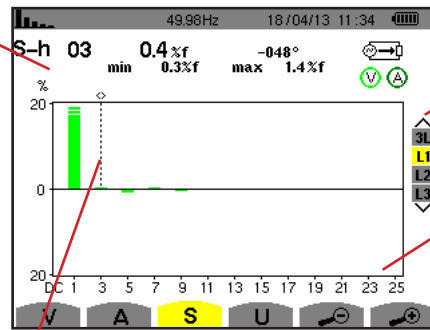 49.98Hz 18/04/13 11:34
S-h 03 0.4 %f -048°
min 0.3%f max 1.4%f
V A
%
20
0
20
3L
L1
L2
L3
DC 1 3 5 7 9 11 13 15 17 19 21 23 25
V A S U